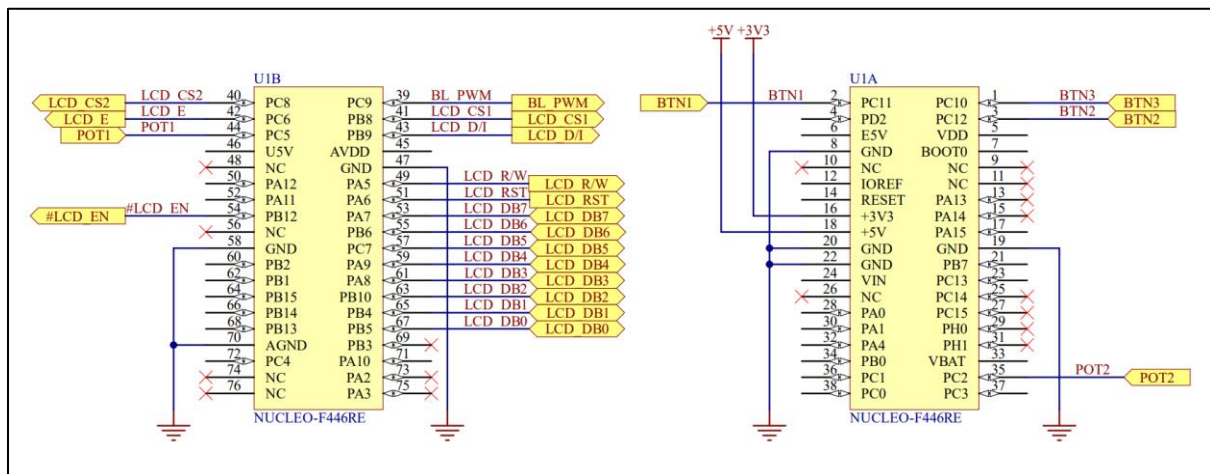 +5V +3V3
U1B U1A
LCD_CS2 LCD_CS2 40 PC8 PC9 39 BL_PWM BL_PWM BTN1 BTN1 2 PC11 PC10 1 BTN3 BTN3
LCD_E LCD_E 42 PC6 PB8 41 LCD_CS1 LCD_CS1 4 PD2 PC12 3 BTN2 BTN2
POT1 POT1 44 PC5 PB9 43 LCD_D/I LCD_D/I 6 E5V VDD 5
46 U5V AVDD 45 8 GND BOOT0 7
48 NC GND 47 10 NC NC 9
50 PA12 PA5 49 LCD_R/W LCD_R/W 12 IOREF NC 11
52 PA11 PA6 51 LCD_RST LCD_RST 14 RESET PA13 13
#LCD_EN #LCD_EN 54 PB12 PA7 53 LCD_DB7 LCD_DB7 16 +3V3 PA14 15
56 NC PB6 55 LCD_DB6 LCD_DB6 18 +5V PA15 17
58 GND PC7 57 LCD_DB5 LCD_DB5 20 GND GND 19
60 PB2 PA9 59 LCD_DB4 LCD_DB4 22 GND PB7 21
62 PB1 PA8 61 LCD_DB3 LCD_DB3 24 VIN PC13 23
64 PB15 PB10 63 LCD_DB2 LCD_DB2 26 NC PC14 25
66 PB14 PB4 65 LCD_DB1 LCD_DB1 28 PA0 PC15 27
68 PB13 PB5 67 LCD_DB0 LCD_DB0 30 PA1 PH0 29
70 AGND PB3 69 32 PA4 PH1 31
72 PC4 PA10 71 34 PB0 VBAT 33
74 NC PA2 73 36 PC1 PC2 35 POT2 POT2
76 NC PA3 75 38 PC0 PC3 37
NUCLEO-F446RE NUCLEO-F446RE